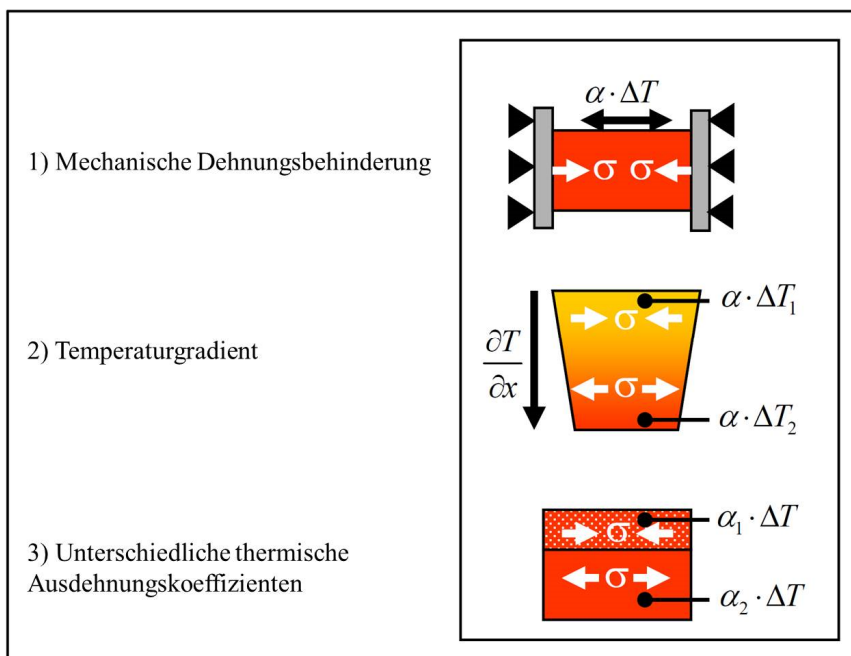 α · ΔT
1) Mechanische Dehnungsbehinderung
σ σ
α · ΔT₁
σ
2) Temperaturgradient
∂T
∂x
σ
α · ΔT₂
α₁ · ΔT
σ
3) Unterschiedliche thermische
Ausdehnungskoeffizienten
σ
α₂ · ΔT